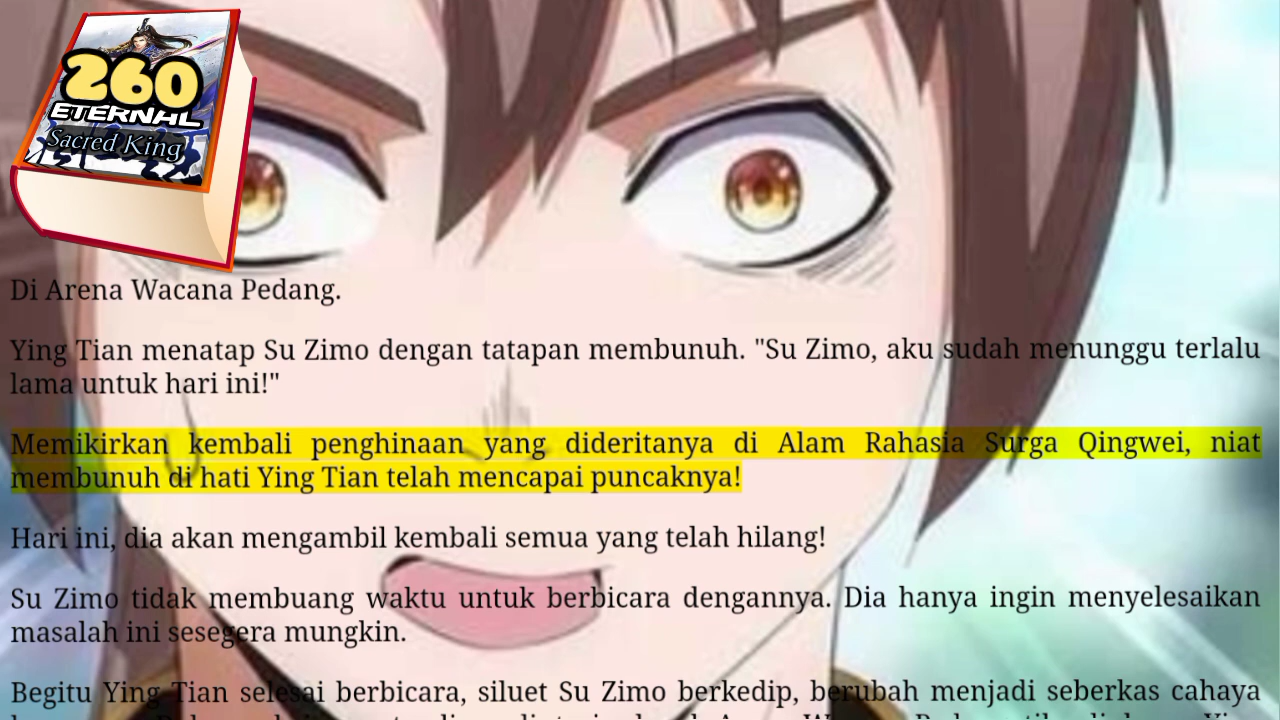 260
ETERNAL
Sacred King
Di Arena Wacana Pedang.
Ying Tian menatap Su Zimo dengan tatapan membunuh. "Su Zimo, aku sudah menunggu terlalu
lama untuk hari ini!"
Memikirkan kembali penghinaan yang dideritanya di Alam Rahasia Surga Qingwei, niat
membunuh di hati Ying Tian telah mencapai puncaknya!
Hari ini, dia akan mengambil kembali semua yang telah hilang!
Su Zimo tidak membuang waktu untuk berbicara dengannya. Dia hanya ingin menyelesaikan
masalah ini sesegera mungkin.
Begitu Ying Tian selesai berbicara, siluet Su Zimo berkedip, berubah menjadi seberkas cahaya